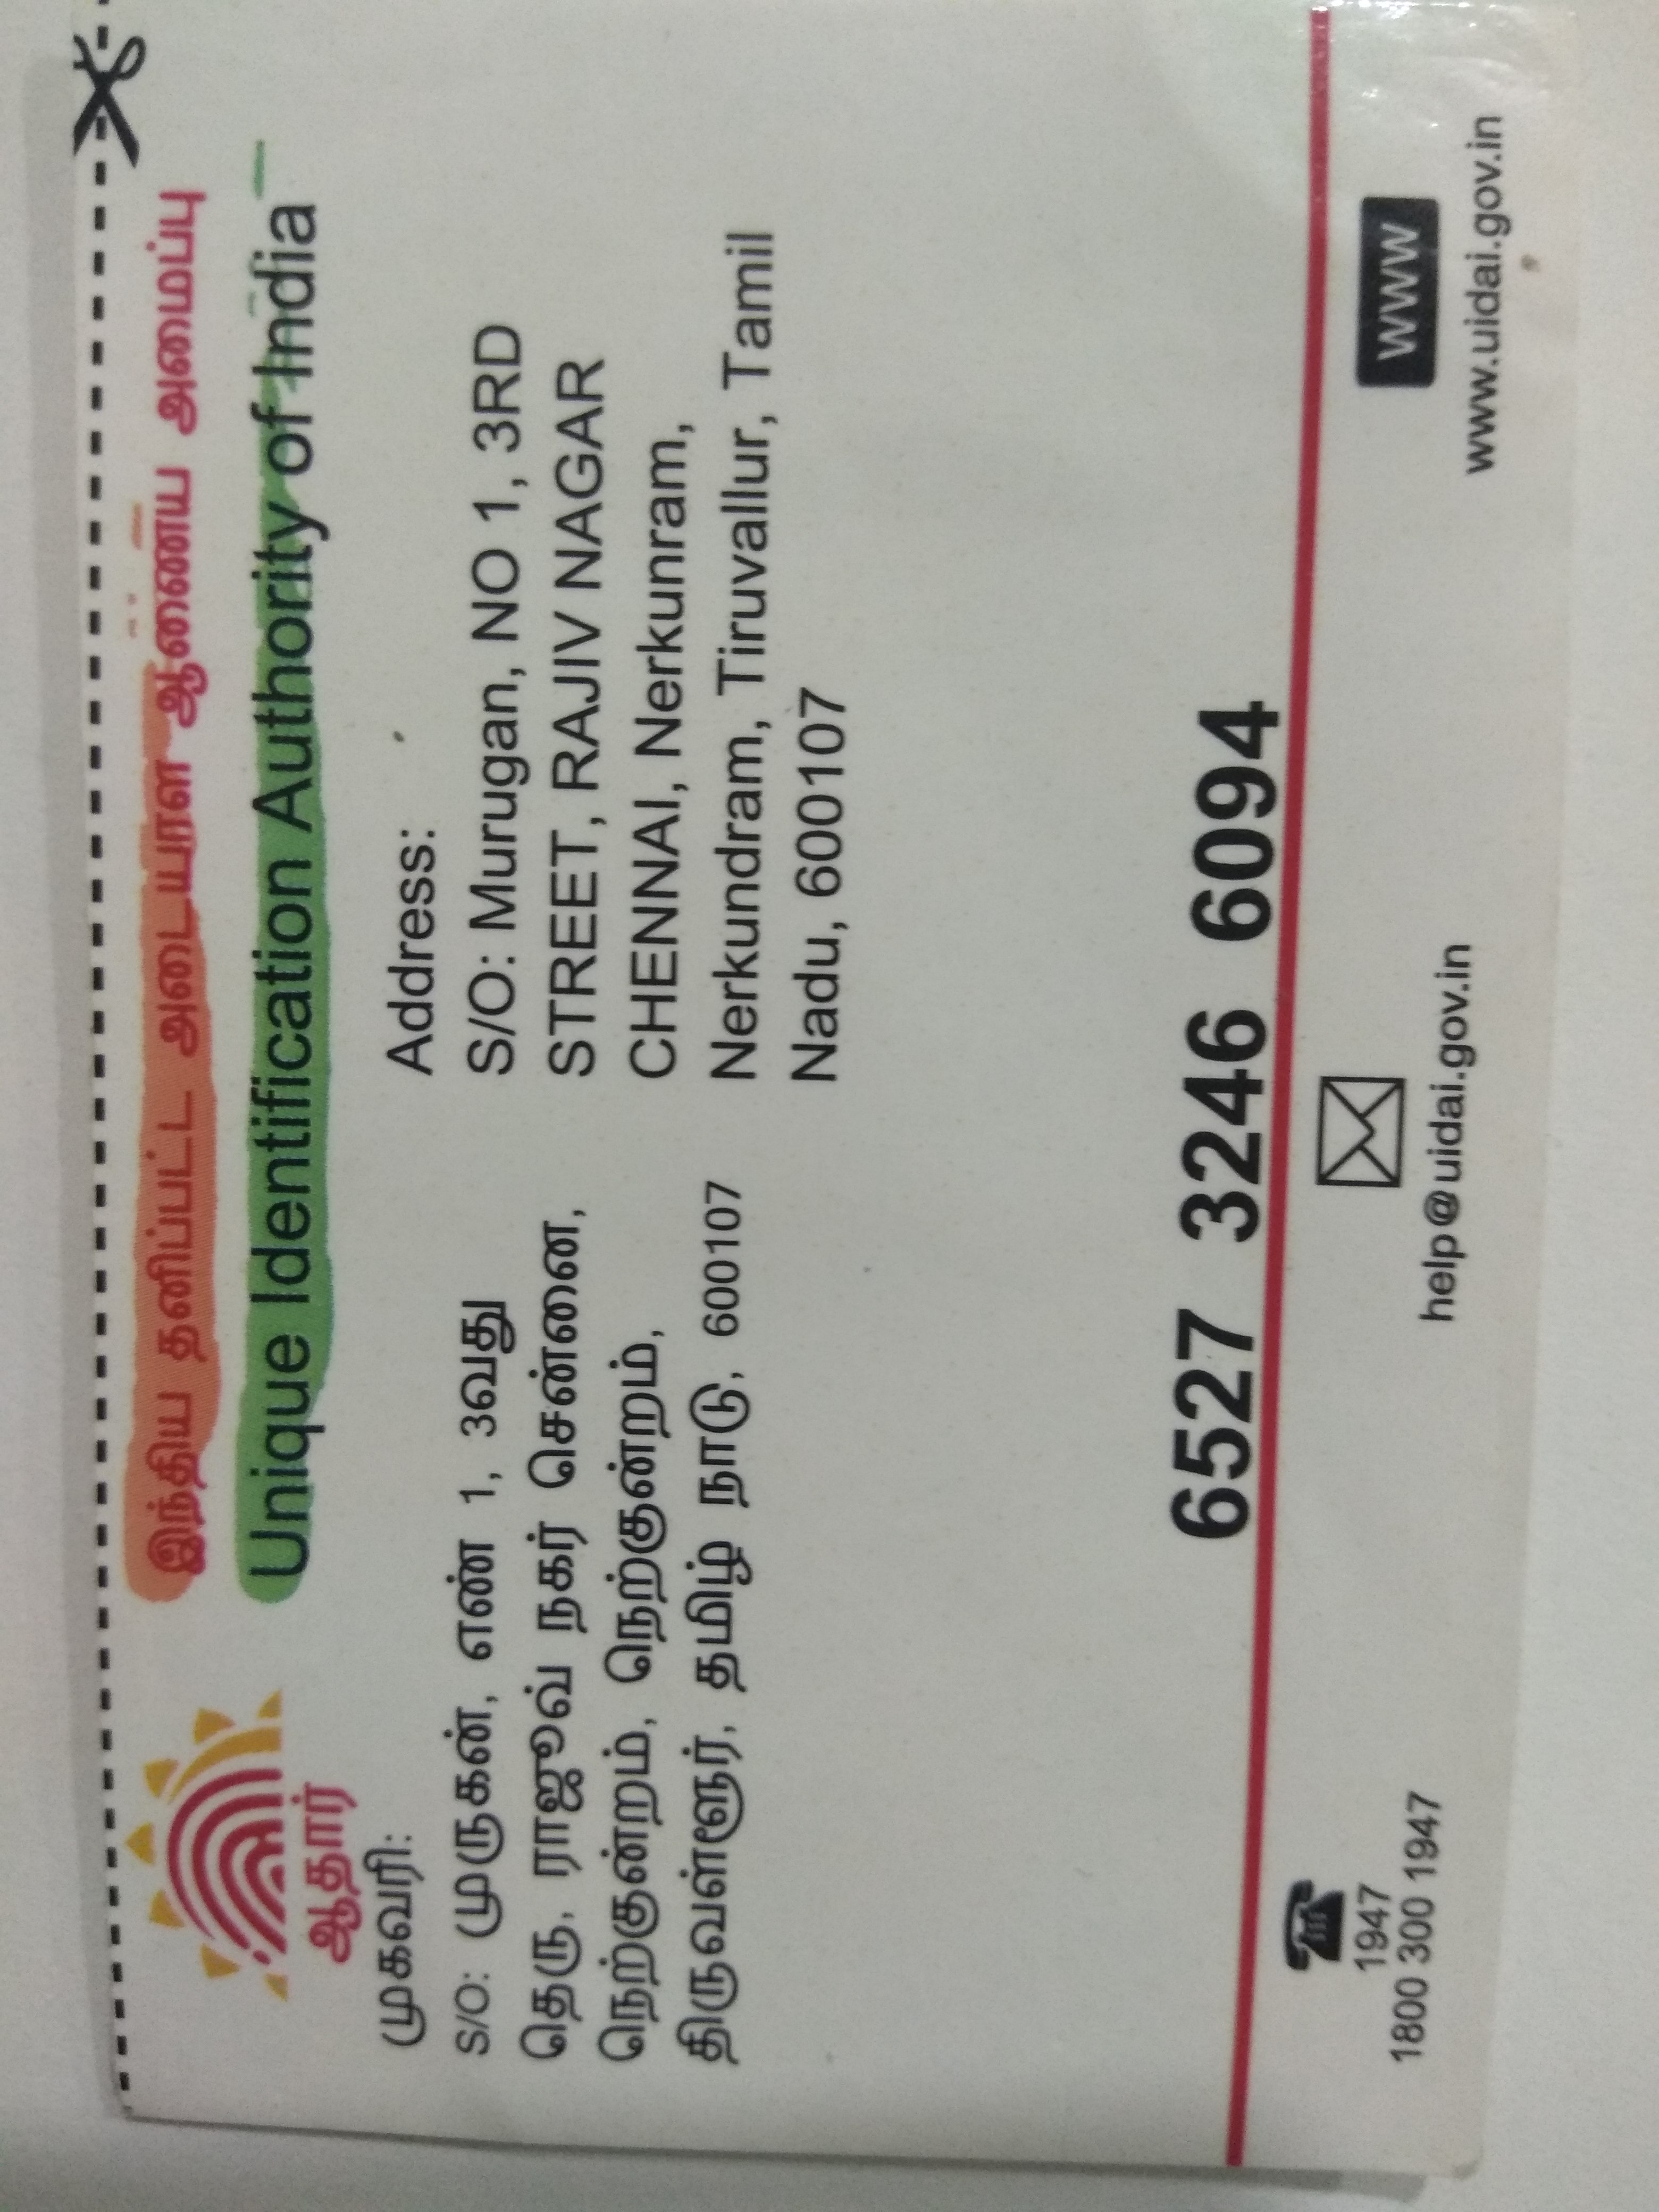 இந்திய தனிப்பட்ட அடையாள ஆணைய அமைப்பு
Unique Identification Authority of India
ஆதார்
முகவரி:
S/O: முருகன், எண் 1, 3வது
தெரு, ராஜுவ் நகர் சென்னை,
நெற்குன்றம், நெற்குன்றம்,
திருவள்ளூர், தமிழ் நாடு, 600107
Address:
S/O: Murugan, NO 1, 3RD
STREET, RAJIV NAGAR
CHENNAI, Nerkunram,
Nerkundram, Tiruvallur, Tamil
Nadu, 600107
6527 3246 6094
1947
1800 300 1947
help@uidai.gov.in
WWW
www.uidai.gov.in